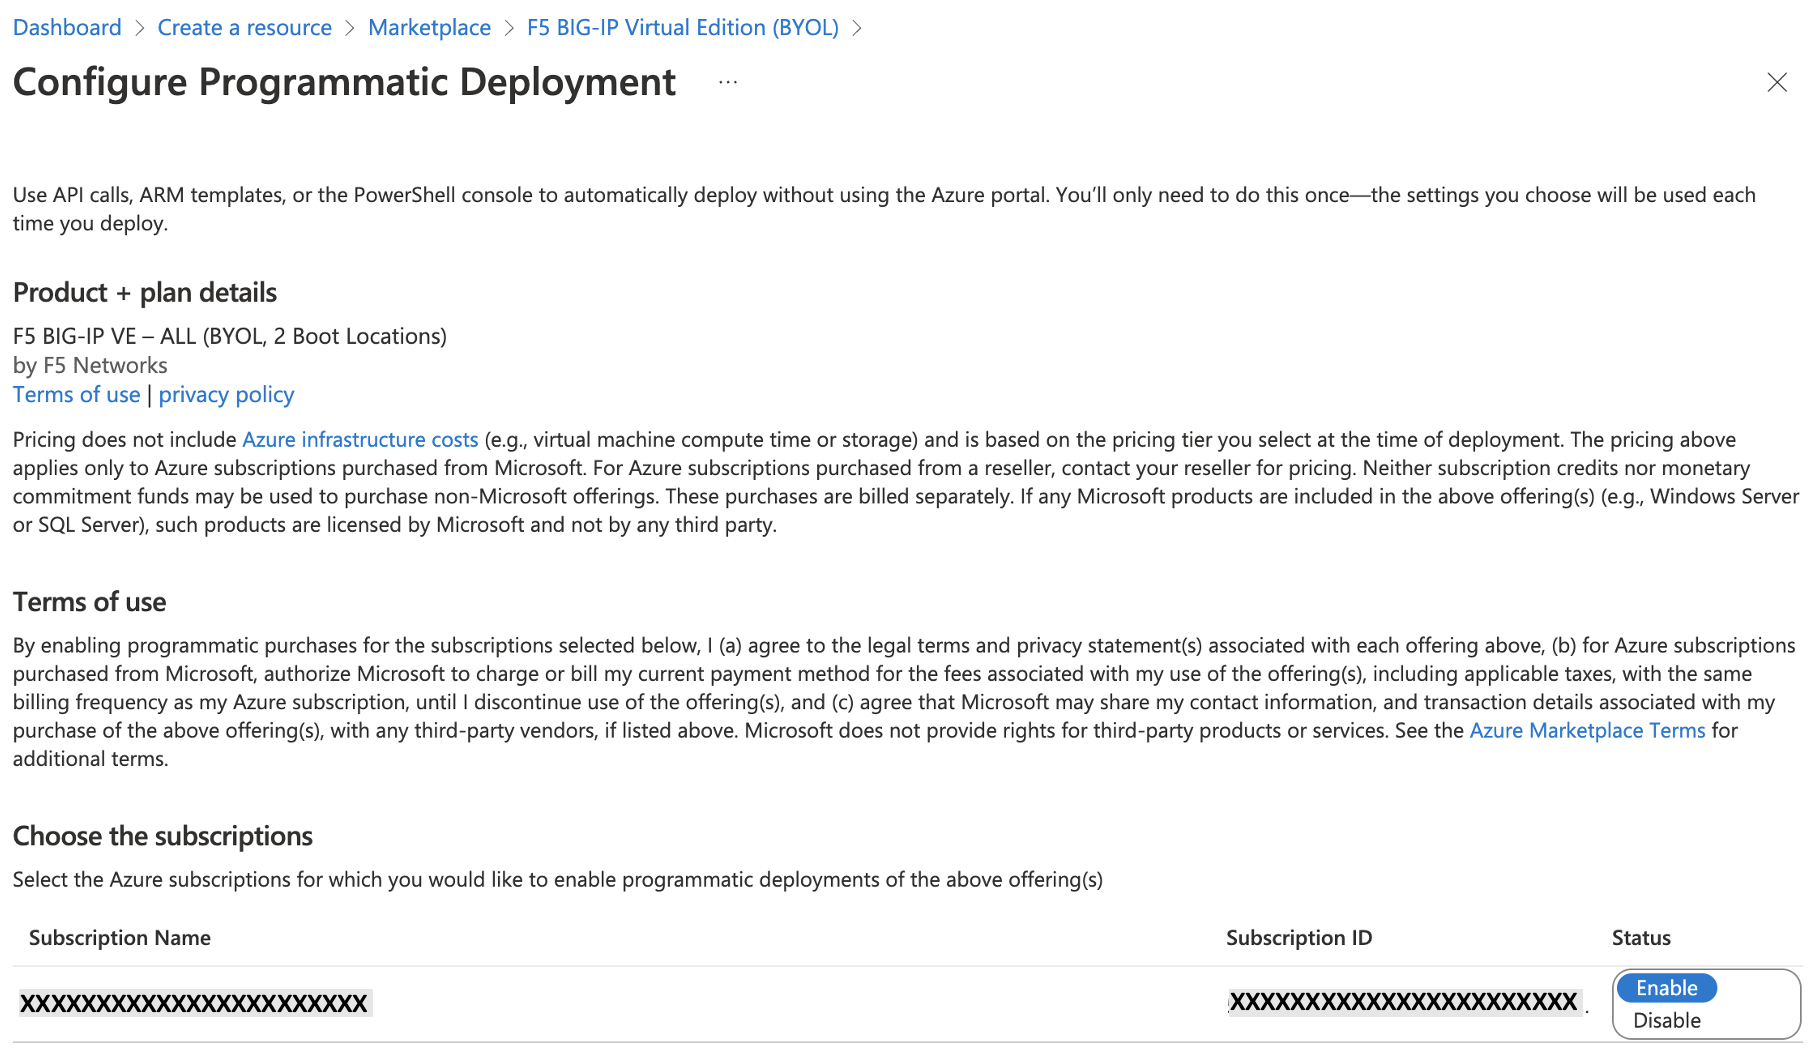 Dashboard > Create a resource > Marketplace > F5 BIG-IP Virtual Edition (BYOL) >
Configure Programmatic Deployment ...
Use API calls, ARM templates, or the PowerShell console to automatically deploy without using the Azure portal. You’ll only need to do this once—the settings you choose will be used each
time you deploy.
Product + plan details
F5 BIG-IP VE – ALL (BYOL, 2 Boot Locations)
by F5 Networks
Terms of use | privacy policy
Pricing does not include Azure infrastructure costs (e.g., virtual machine compute time or storage) and is based on the pricing tier you select at the time of deployment. The pricing above
applies only to Azure subscriptions purchased from Microsoft. For Azure subscriptions purchased from a reseller, contact your reseller for pricing. Neither subscription credits nor monetary
commitment funds may be used to purchase non-Microsoft offerings. These purchases are billed separately. If any Microsoft products are included in the above offering(s) (e.g., Windows Server
or SQL Server), such products are licensed by Microsoft and not by any third party.
Terms of use
By enabling programmatic purchases for the subscriptions selected below, I (a) agree to the legal terms and privacy statement(s) associated with each offering above, (b) for Azure subscriptions
purchased from Microsoft, authorize Microsoft to charge or bill my current payment method for the fees associated with my use of the offering(s), including applicable taxes, with the same
billing frequency as my Azure subscription, until I discontinue use of the offering(s), and (c) agree that Microsoft may share my contact information, and transaction details associated with my
purchase of the above offering(s), with any third-party vendors, if listed above. Microsoft does not provide rights for third-party products or services. See the Azure Marketplace Terms for
additional terms.
Choose the subscriptions
Select the Azure subscriptions for which you would like to enable programmatic deployments of the above offering(s)
Subscription Name Subscription ID Status
XXXXXXXXXXXXXXXXXXXXXXX XXXXXXXXXXXXXXXXXXXXXXX Enable
Disable